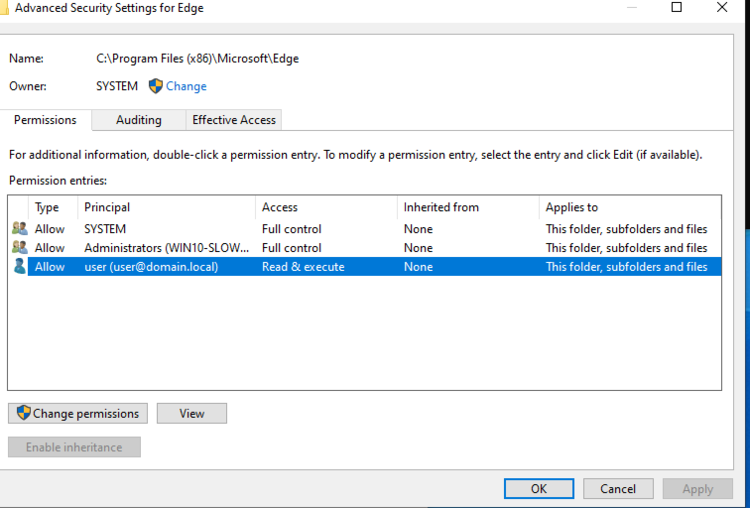 Advanced Security Settings for Edge
Name: C:\Program Files (x86)\Microsoft\Edge
Owner: SYSTEM Change
Permissions Auditing Effective Access
For additional information, double-click a permission entry. To modify a permission entry, select the entry and click Edit (if available).
Permission entries:
Type Principal Access Inherited from Applies to
Allow SYSTEM Full control None This folder, subfolders and files
Allow Administrators (WIN10-SLOW... Full control None This folder, subfolders and files
Allow user (user@domain.local) Read & execute None This folder, subfolders and files
Change permissions View
Enable inheritance
OK Cancel Apply